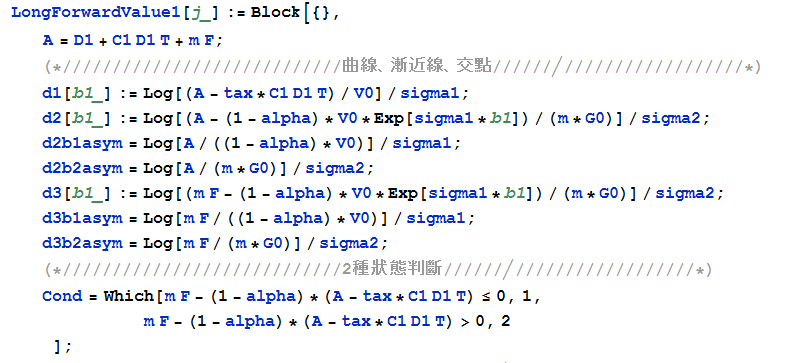 LongForwardValue1[j_] := Block[{},
A = D1 + C1 D1 T + m F;
(*////////////////////////////曲線、漸近線、交點/////////////////////////*)
d1[b1_] := Log[(A - tax * C1 D1 T) / V0] / sigma1;
d2[b1_] := Log[(A - (1 - alpha) * V0 * Exp[sigma1 * b1]) / (m * G0)] / sigma2;
d2b1asym = Log[A / ((1 - alpha) * V0)] / sigma1;
d2b2asym = Log[A / (m * G0)] / sigma2;
d3[b1_] := Log[(m F - (1 - alpha) * V0 * Exp[sigma1 * b1]) / (m * G0)] / sigma2;
d3b1asym = Log[m F / ((1 - alpha) * V0)] / sigma1;
d3b2asym = Log[m F / (m * G0)] / sigma2;
(*////////////////////////////2種狀態判斷/////////////////////////*)
Cond = Which[m F - (1 - alpha) * (A - tax * C1 D1 T) ≤ 0, 1,
m F - (1 - alpha) * (A - tax * C1 D1 T) > 0, 2
];